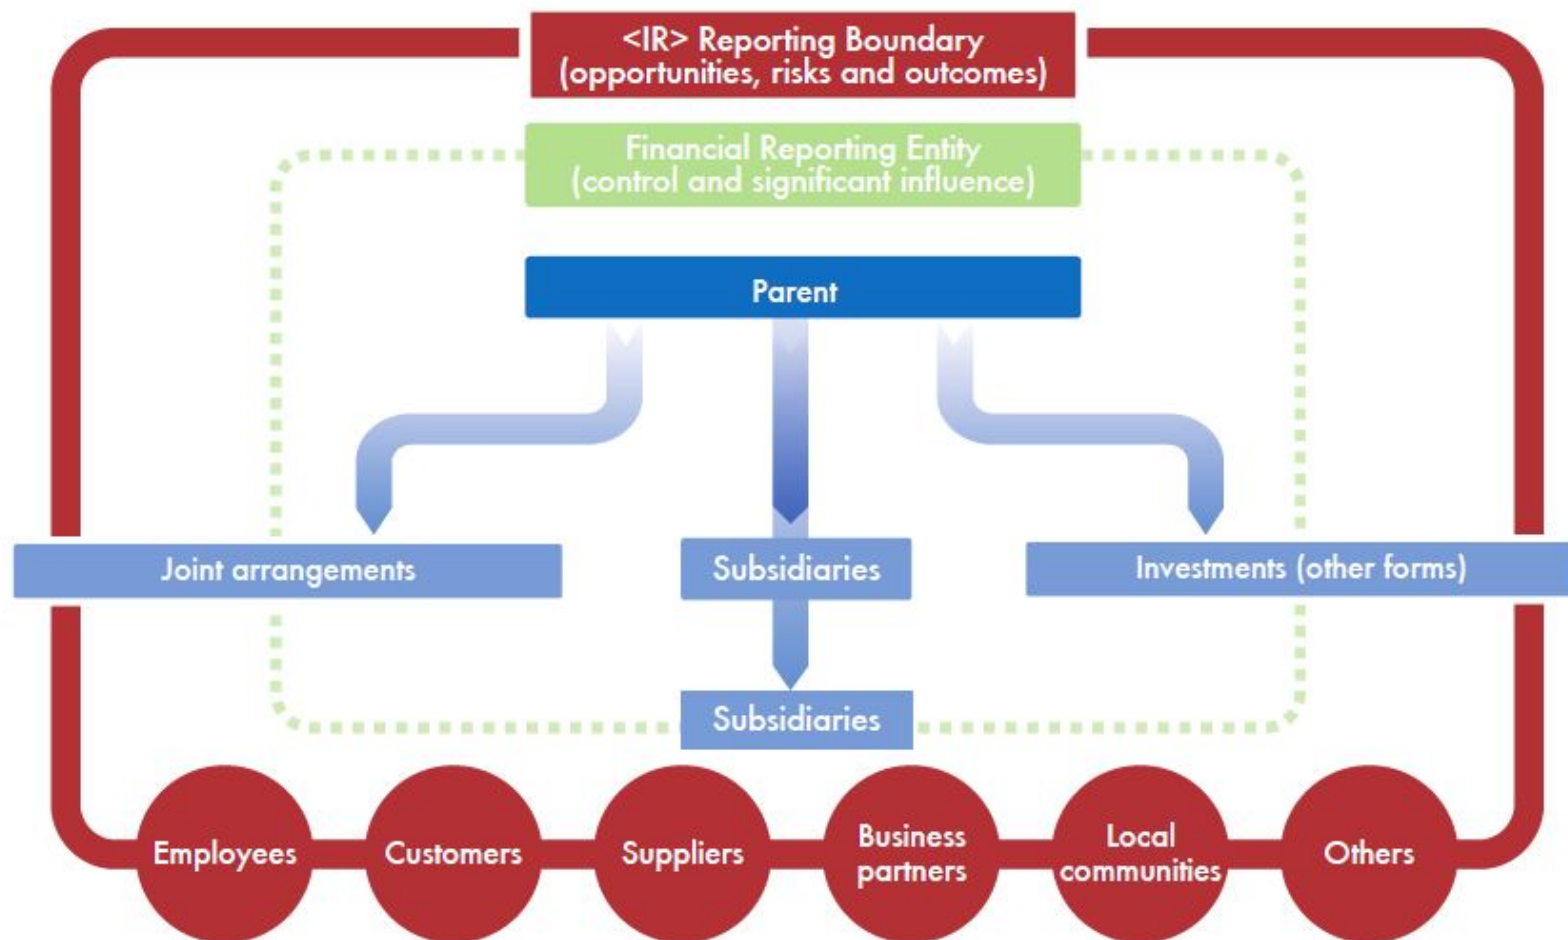 <IR> Reporting Boundary
(opportunities, risks and outcomes)
Financial Reporting Entity
(control and significant influence)
Parent
Joint arrangements
Subsidiaries
Investments (other forms)
Subsidiaries
Employees
Customers
Suppliers
Business
partners
Local
communities
Others